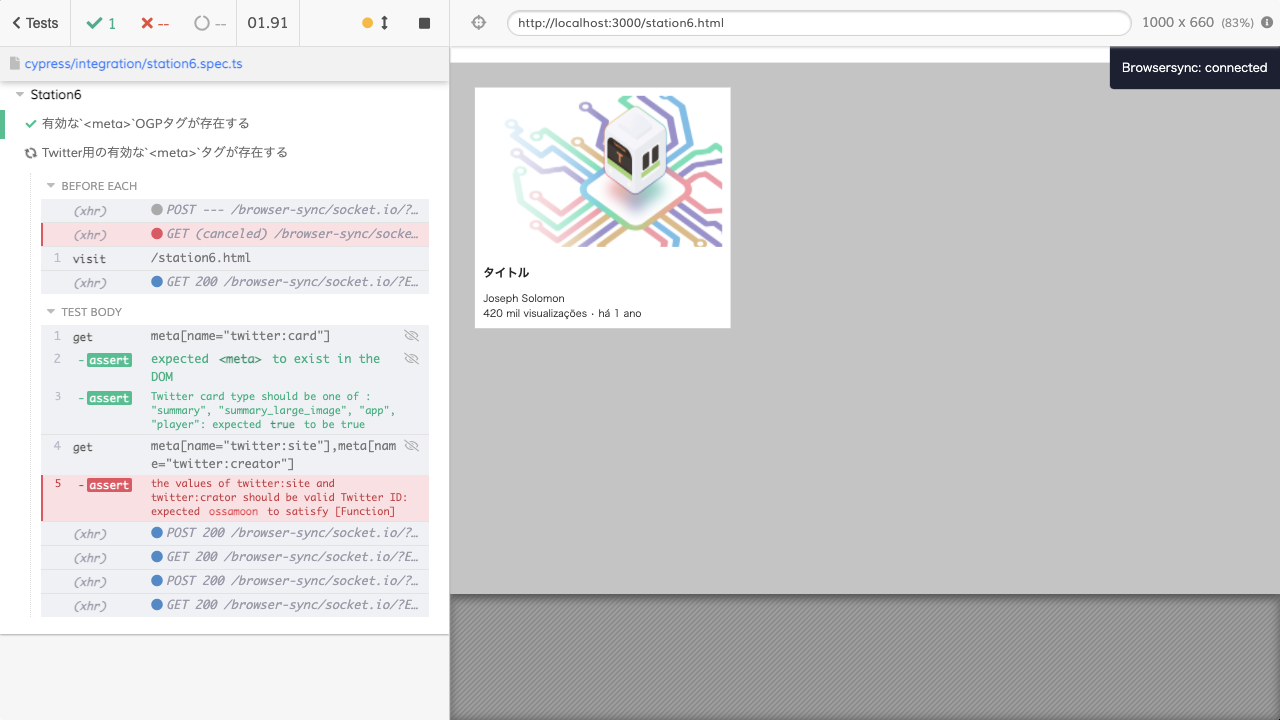 Tests
1
--
--
01.91
http://localhost:3000/station6.html
1000 x 660 (83%)
cypress/integration/station6.spec.ts
Browsersync: connected
Station6
有効な`<meta>`OGPタグが存在する
Twitter用の有効な`<meta>`タグが存在する
BEFORE EACH
(xhr) POST --- /browser-sync/socket.io/?…
(xhr) GET (canceled) /browser-sync/socke…
1 visit /station6.html
(xhr) GET 200 /browser-sync/socket.io/?E…
TEST BODY
1 get meta[name="twitter:card"]
2 -assert expected <meta> to exist in the
DOM
3 -assert Twitter card type should be one of :
"summary", "summary_large_image", "app",
"player": expected true to be true
4 get meta[name="twitter:site"],meta[nam
e="twitter:creator"]
5 -assert the values of twitter:site and
twitter:crator should be valid Twitter ID:
expected ossamoon to satisfy [Function]
(xhr) POST 200 /browser-sync/socket.io/?…
(xhr) GET 200 /browser-sync/socket.io/?E…
(xhr) POST 200 /browser-sync/socket.io/?…
(xhr) GET 200 /browser-sync/socket.io/?E…
T
タイトル
Joseph Solomon
420 mil visualizações · há 1 ano